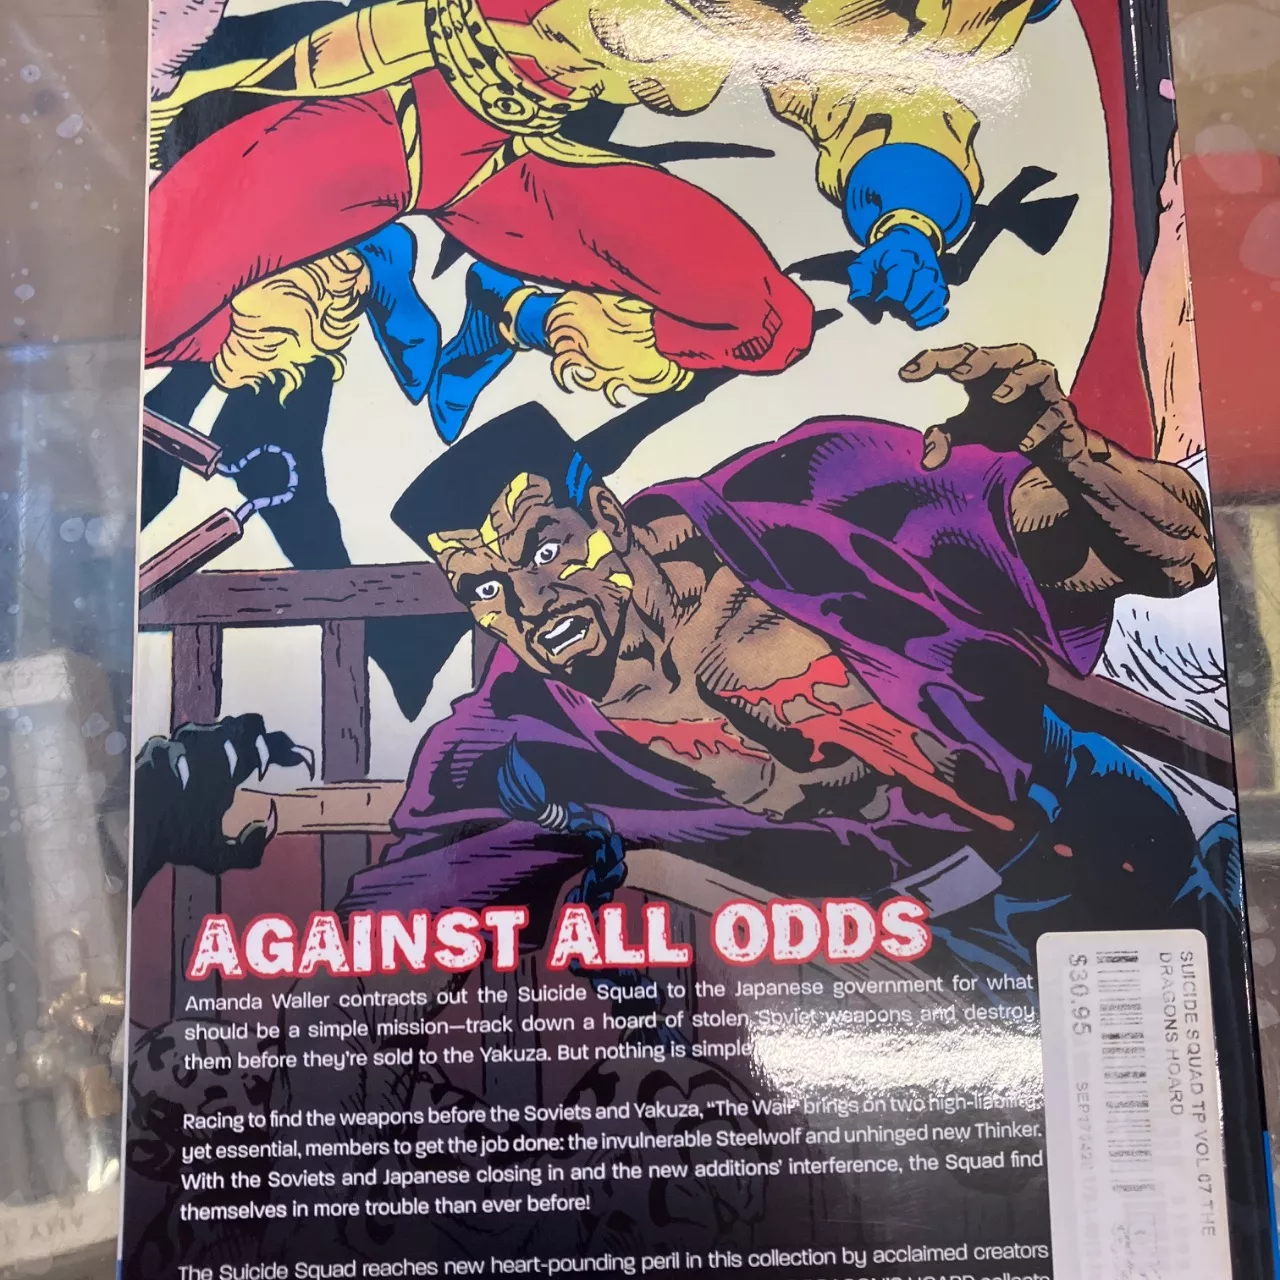 AGAINST ALL ODDS
Amanda Waller contracts out the Suicide Squad to the Japanese government for what
should be a simple mission—track down a hoard of stolen Soviet weapons and destroy
them before they're sold to the Yakuza. But nothing is simple
Racing to find the weapons before the Soviets and Yakuza, "The Wall" brings on two high-liability,
yet essential, members to get the job done: the invulnerable Steelwolf and unhinged new Thinker.
With the Soviets and Japanese closing in and the new additions' interference, the Squad find
themselves in more trouble than ever before!
The Suicide Squad reaches new heart-pounding peril in this collection by acclaimed creators
HOARD collects
SUICIDE SQUAD TP VOL 07 THE
DRAGONS HOARD
$30.95